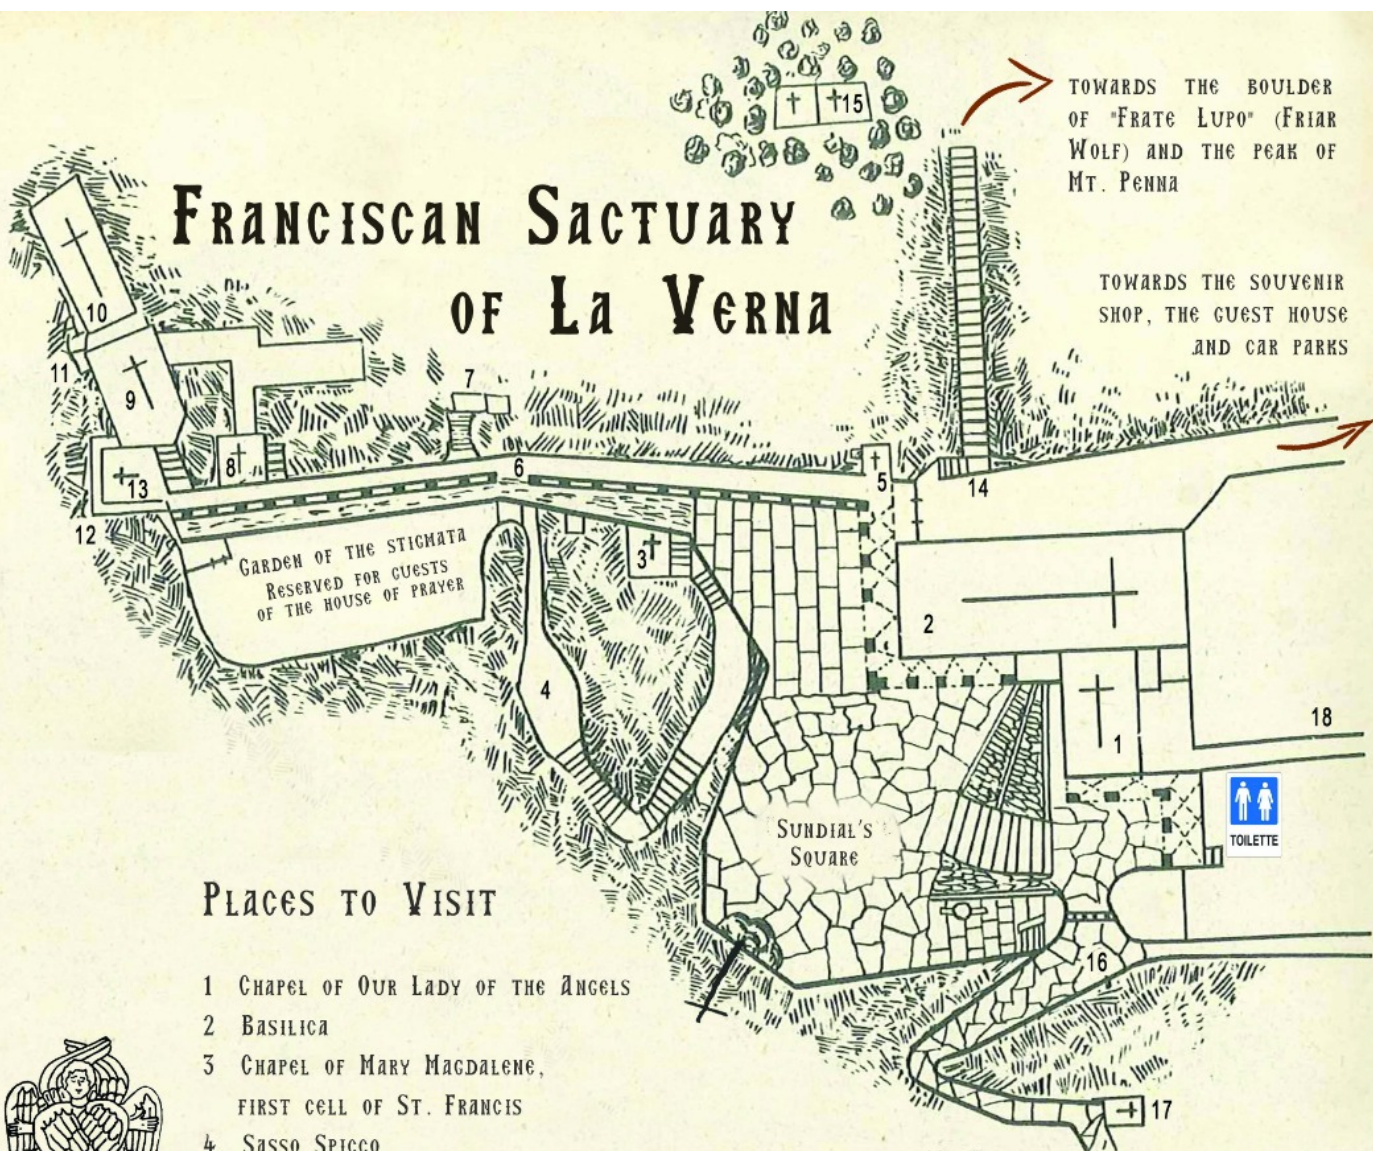 15
TOWARDS THE BOULDER
OF "FRATE LUPO" (FRIAR
WOLF) AND THE PEAK OF
MT. PENNA
FRANCISCAN SACTUARY
OF LA VERNA
TOWARDS THE SOUVENIR
SHOP, THE GUEST HOUSE
AND CAR PARKS
10
11
9
7
8
6
13
5
14
12
GARDEN OF THE STIGMATA
RESERVED FOR GUESTS
OF THE HOUSE OF PRAYER
3
2
4
18
1
TOILETTE
SUNDIAL'S
SQUARE
16
17
PLACES TO VISIT
1 CHAPEL OF OUR LADY OF THE ANGELS
2 BASILICA
3 CHAPEL OF MARY MAGDALENE,
FIRST CELL OF ST. FRANCIS
4 SASSO SPICCO